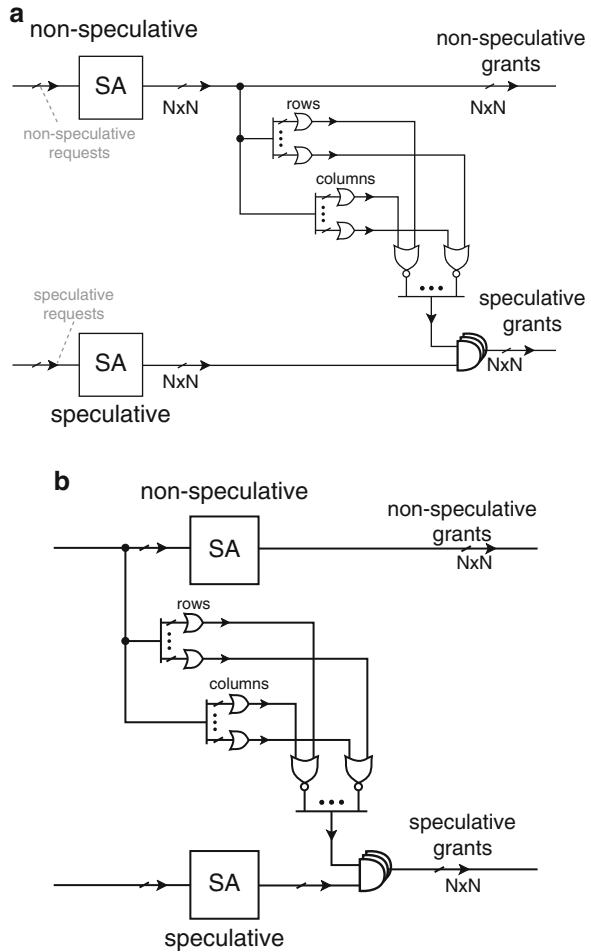 a
non-speculative
SA
NxN
non-speculative
requests
non-speculative
grants
NxN
rows
columns
speculative
requests
SA
NxN
speculative
speculative
grants
NxN
b
non-speculative
SA
non-speculative
grants
NxN
rows
columns
SA
speculative
speculative
grants
NxN